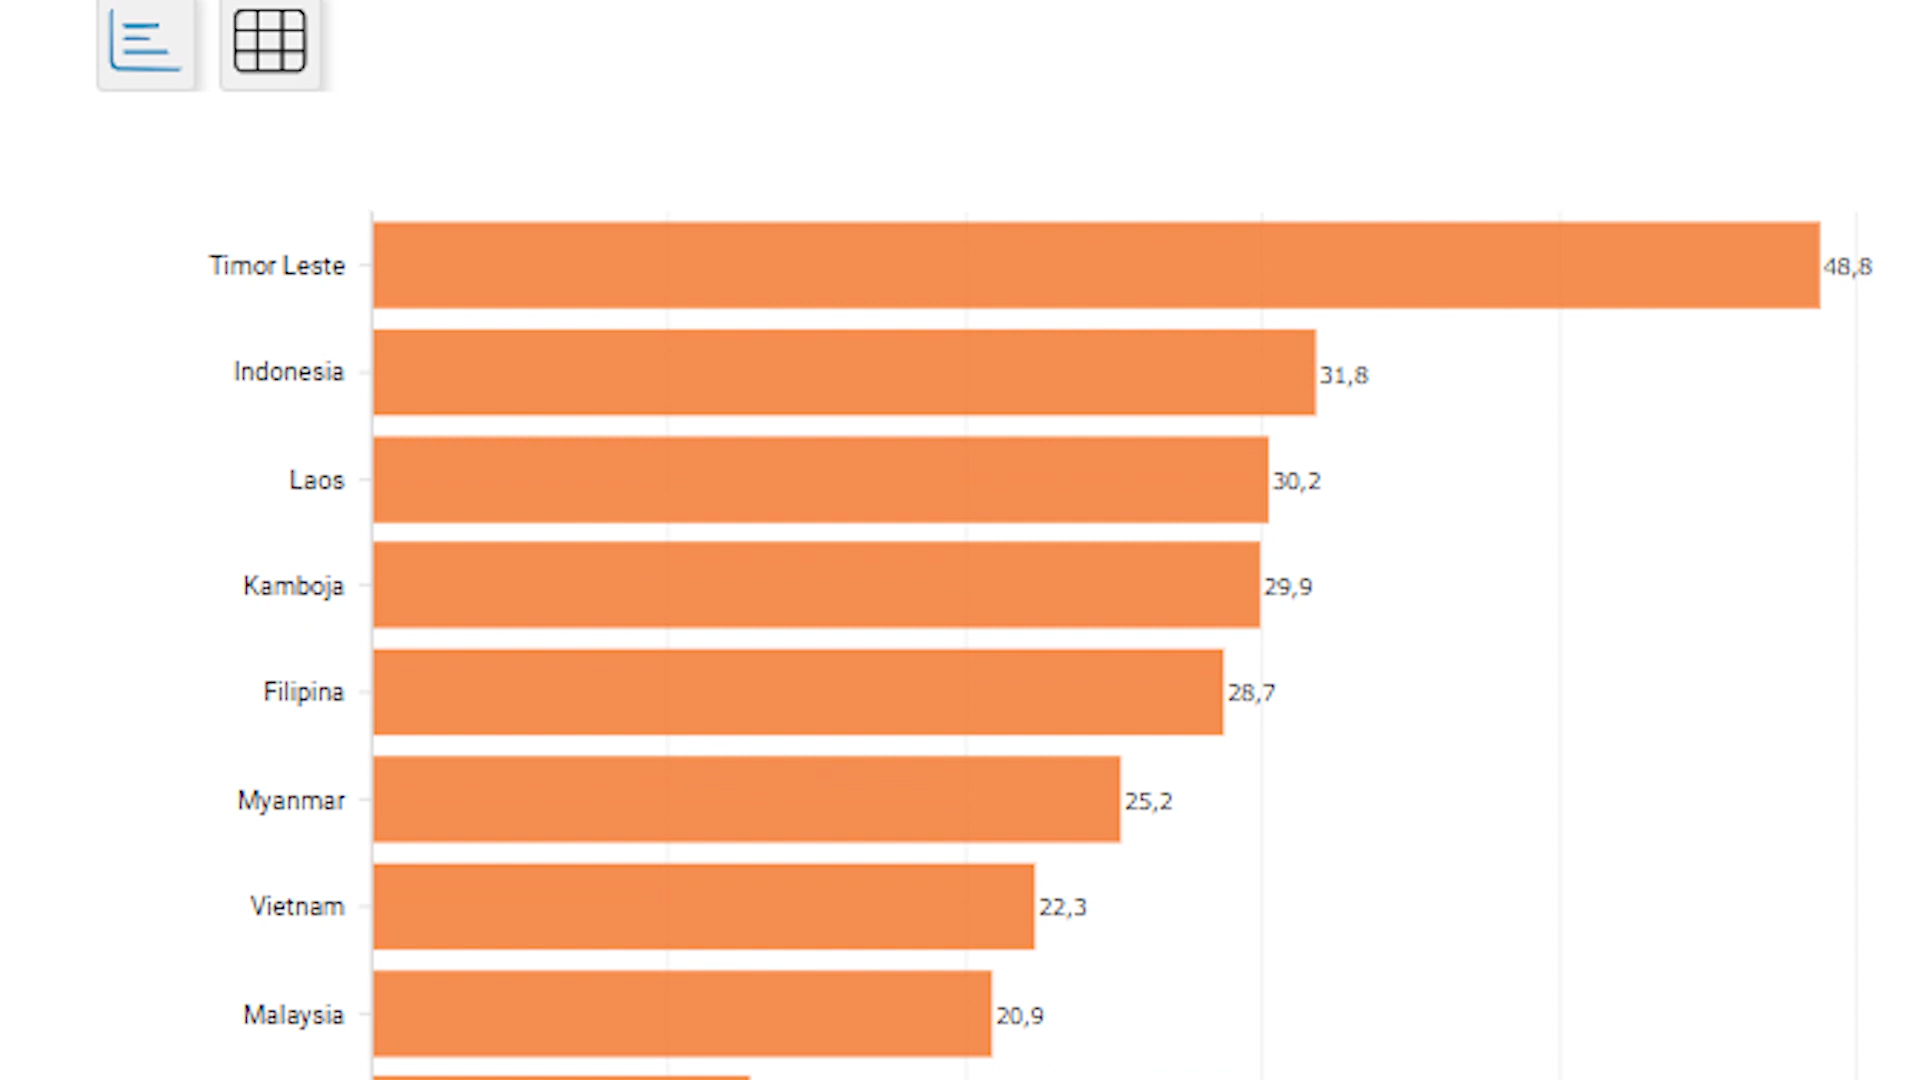 Timor Leste 48,8
Indonesia 31,8
Laos 30,2
Kamboja 29,9
Filipina 28,7
Myanmar 25,2
Vietnam 22,3
Malaysia 20,9